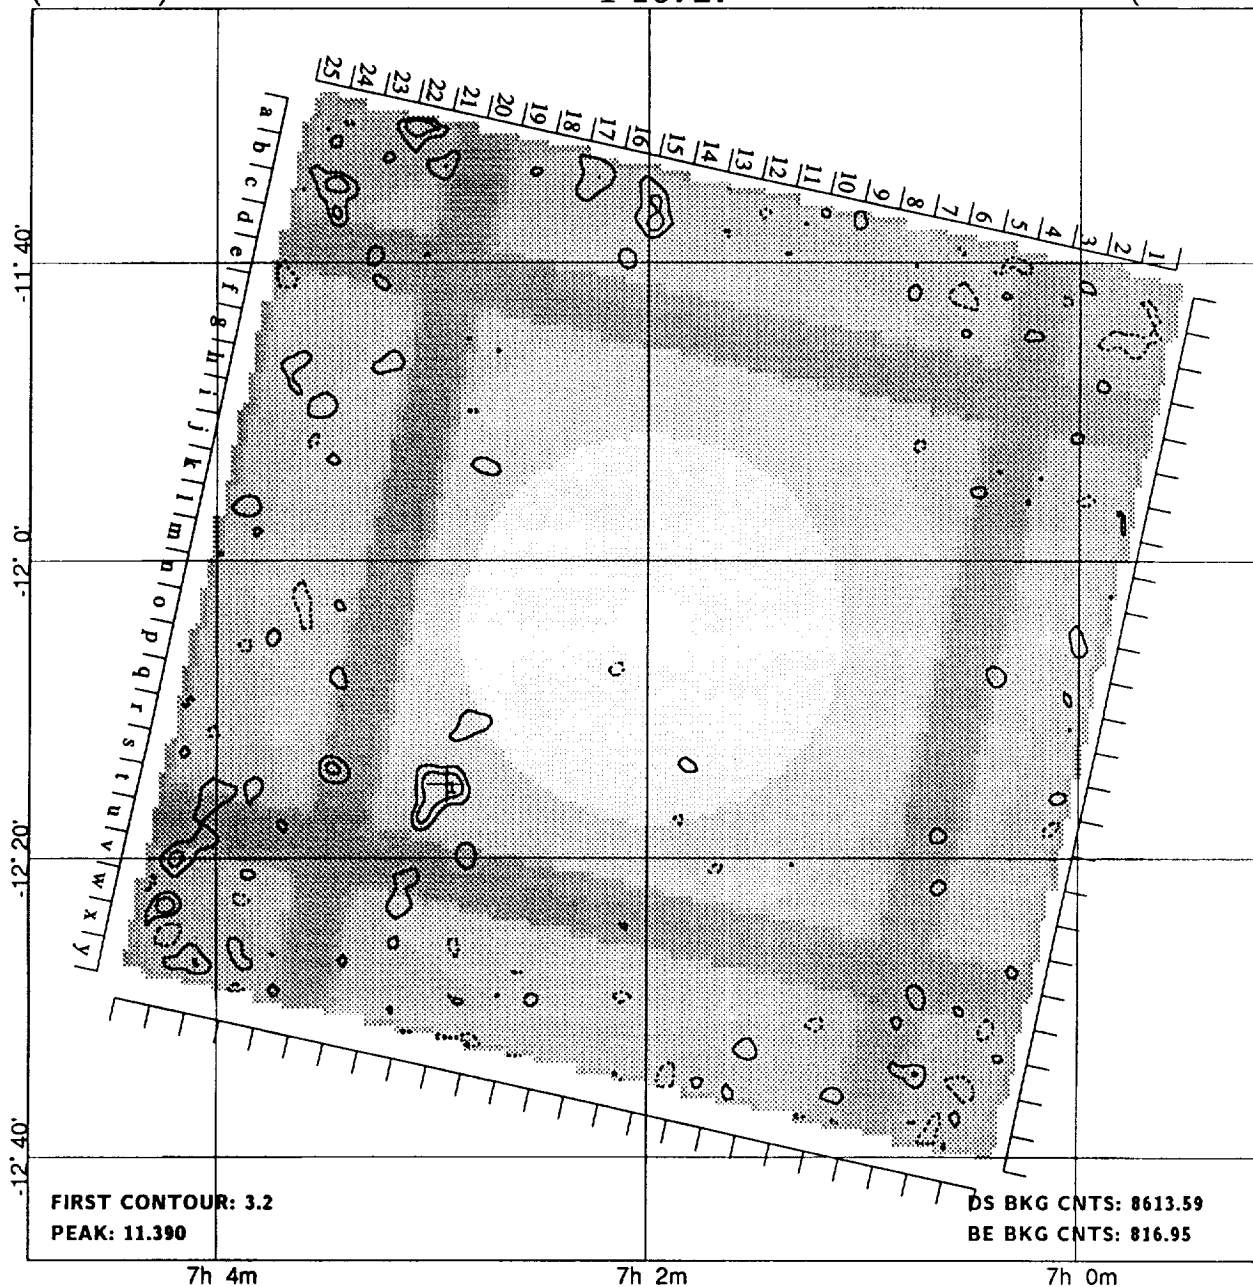 25 24 23 22 21 20 19 18 17 16 15 14 13 12 11 10 9 8 7 6 5 4 3 2 1
a b c d e f g h i j k l m n o p q r s t u v w x y
-11° 40'
-12° 0'
-12° 20'
-12° 40'
FIRST CONTOUR: 3.2
PEAK: 11.390
DS BKG CNTS: 8613.59
BE BKG CNTS: 816.95
7h 4m 7h 2m 7h 0m